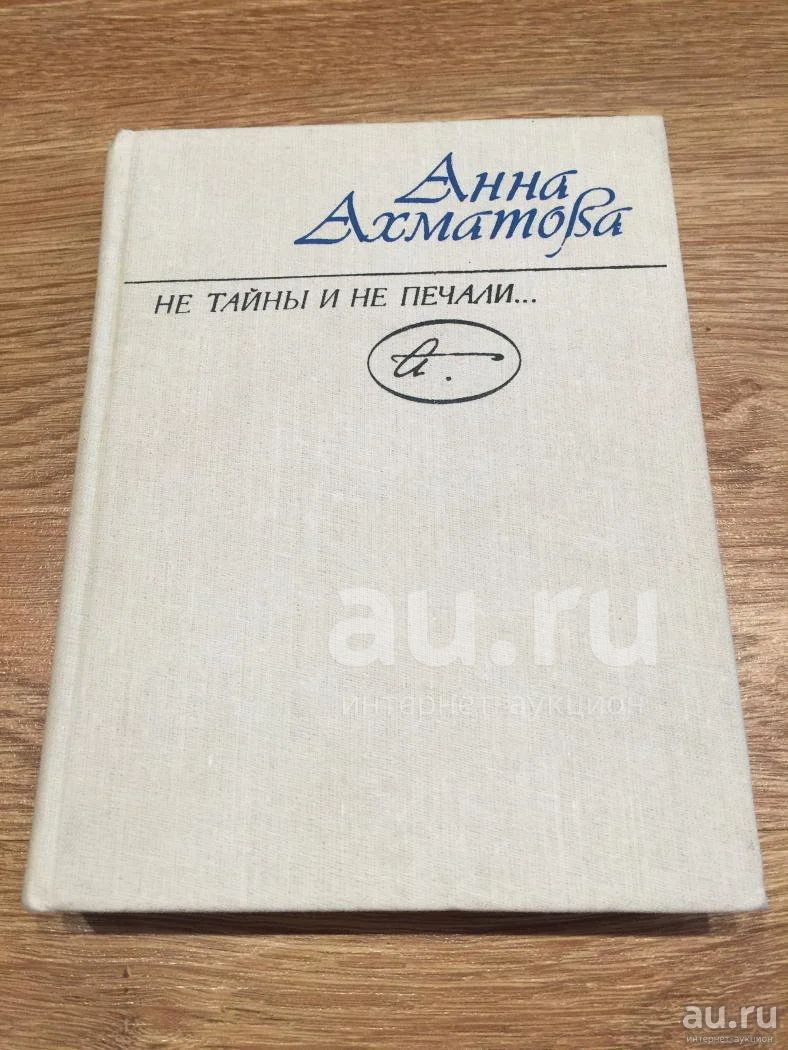 Анна
Ахматова
НЕ ТАЙНЫ И НЕ ПЕЧАЛИ...
а.
au.ru
интернет-аукцион
au.ru
интернет-аукцион